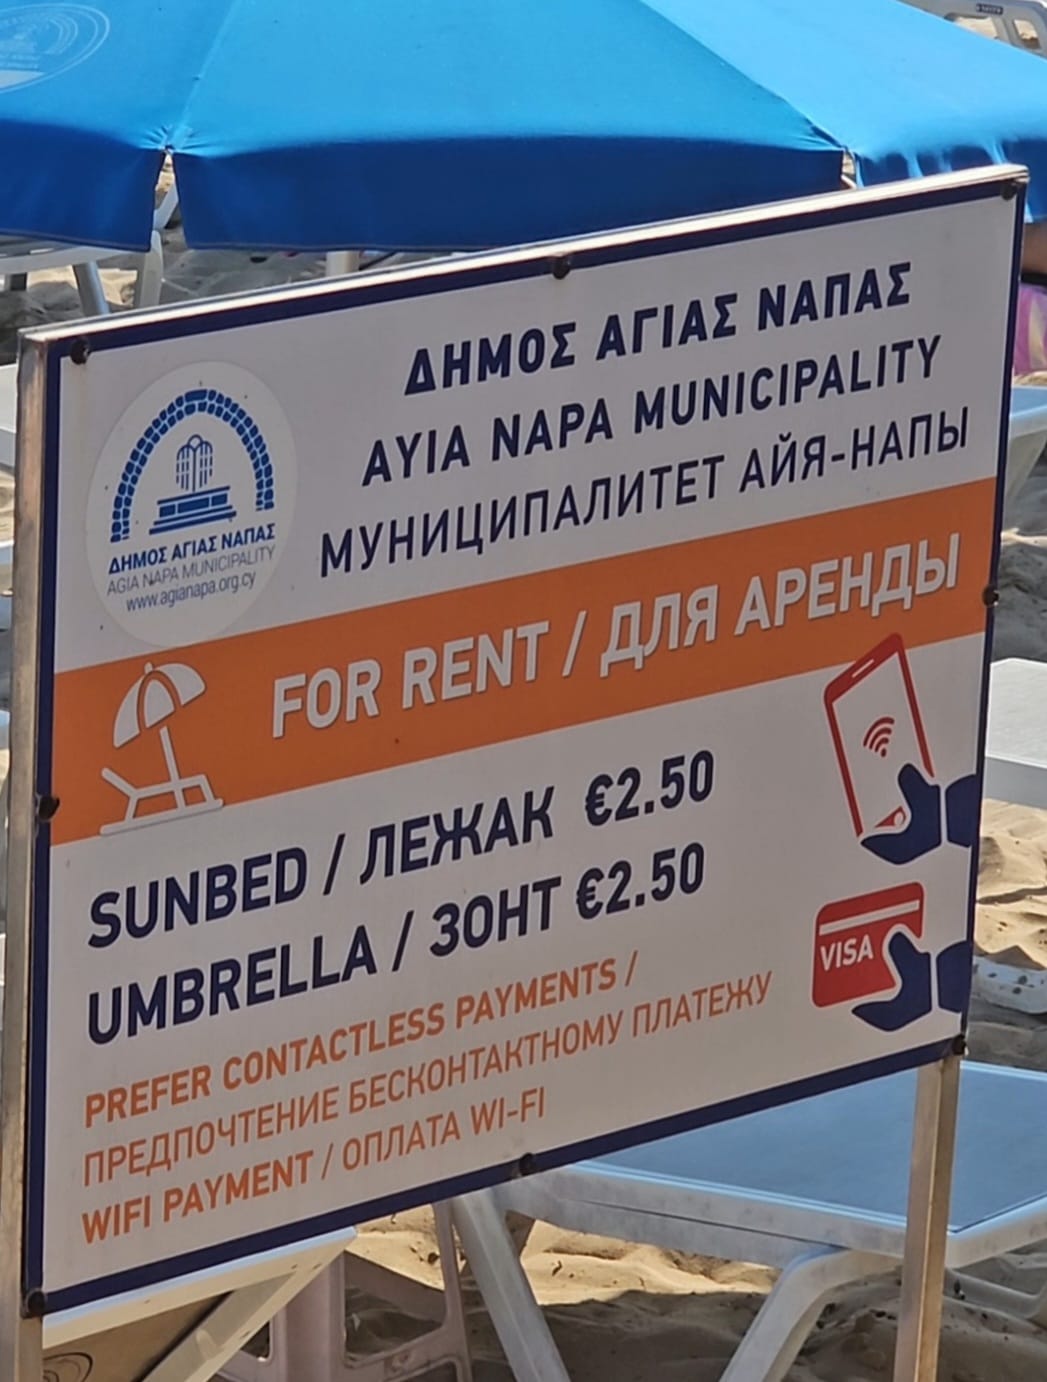 ΔΗΜΟΣ ΑΓΙΑΣ ΝΑΠΑΣ
AYIA NAPA MUNICIPALITY
МУНИЦИПАЛИТЕТ АЙЯ-НАПЫ
ΔΗΜΟΣ ΑΓΙΑΣ ΝΑΠΑΣ
AGIA NAPA MUNICIPALITY
www.agianapa.org.cy
FOR RENT / ДЛЯ АРЕНДЫ
SUNBED / ЛЕЖАК €2.50
UMBRELLA / ЗОНТ €2.50
VISA
PREFER CONTACTLESS PAYMENTS /
ПРЕДПОЧТЕНИЕ БЕСКОНТАКТНОМУ ПЛАТЕЖУ
WIFI PAYMENT / ОПЛАТА WI-FI